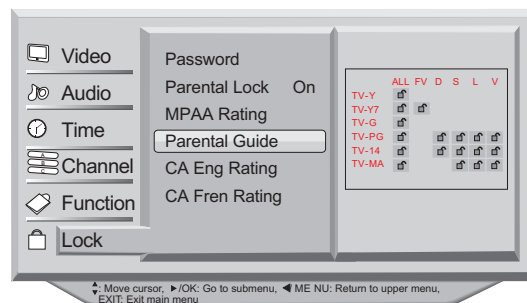 Video
Audio
Time
Channel
Function
Lock
Password
Parental Lock On
MPAA Rating
Parental Guide
CA Eng Rating
CA Fren Rating
ALL FV D S L V
TV-Y
TV-Y7
TV-G
TV-PG
TV-14
TV-MA
: Move cursor, ►/OK: Go to submenu, ◄/ ME NU: Return to upper menu,
EXIT: Exit main menu